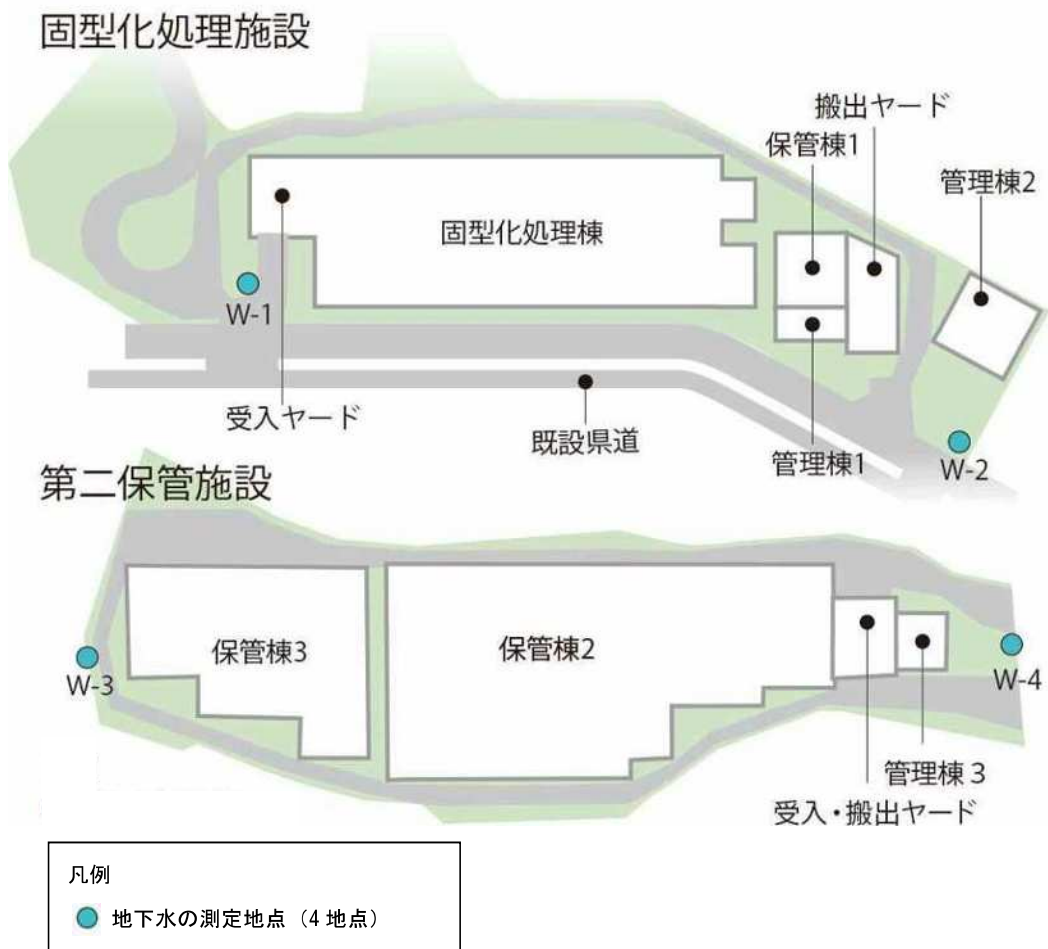 固型化処理施設
搬出ヤード
保管棟1
管理棟2
固型化処理棟
W-1
受入ヤード
既設県道
管理棟1
W-2
第二保管施設
保管棟3
保管棟2
W-3
W-4
管理棟3
受入・搬出ヤード
凡例
地下水の測定地点（4地点）